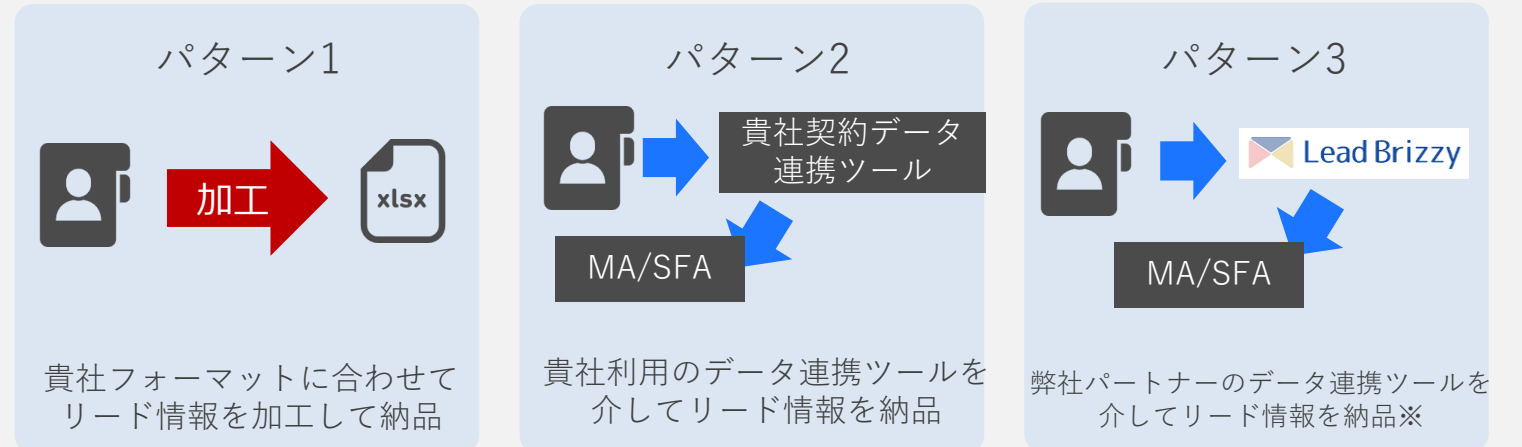 パターン1
加工
xlsx
貴社フォーマットに合わせて
リード情報を加工して納品
パターン2
貴社契約データ
連携ツール
MA/SFA
貴社利用のデータ連携ツールを
介してリード情報を納品
パターン3
Lead Brizzy
MA/SFA
弊社パートナーのデータ連携ツールを
介してリード情報を納品※